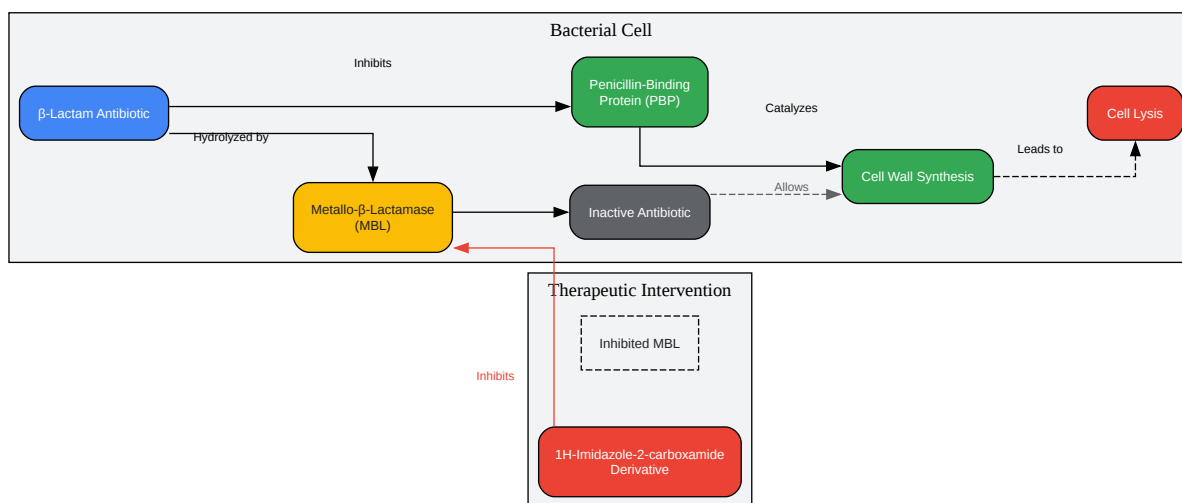 Bacterial Cell
Inhibits
Penicillin-Binding
Protein (PBP)
β-Lactam Antibiotic
Catalyzes
Cell Lysis
Hydrolyzed by
Leads to
Cell Wall Synthesis
Allows
Metallo-β-Lactamase
(MBL)
Inactive Antibiotic
Therapeutic Intervention
Inhibited MBL
Inhibits
1H-Imidazole-2-carboxamide
Derivative